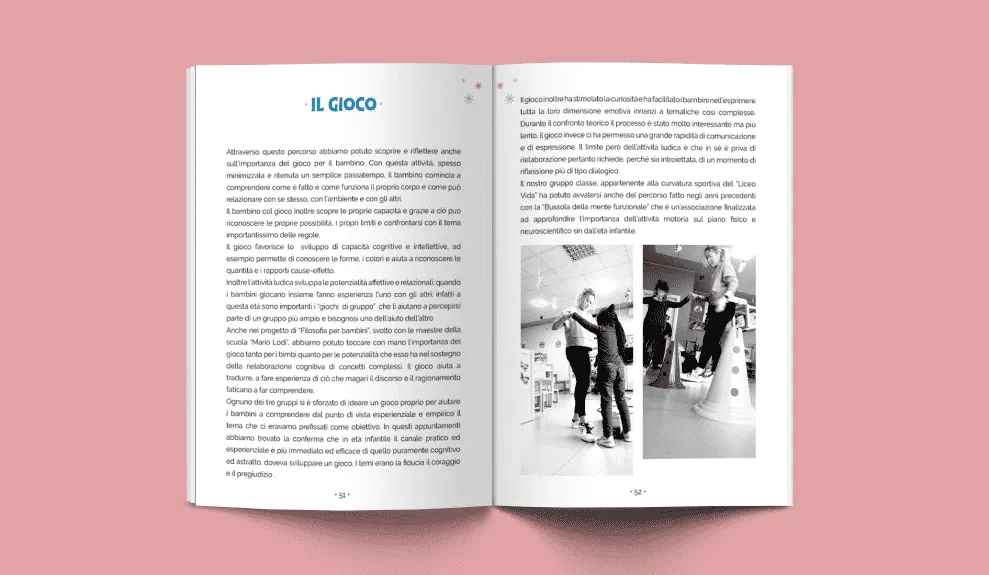 · IL GIOCO ·
Attraverso questo percorso abbiamo potuto scoprire e riflettere anche
sull'importanza del gioco per il bambino. Con questa attività, spesso
minimizzata e ritenuta un semplice passatempo, il bambino comincia a
comprendere come è fatto e come funziona il proprio corpo e come può
relazionare con se stesso, con l'ambiente e con gli altri.
Il bambino col gioco inoltre scopre le proprie capacità e grazie a ciò può
riconoscere le proprie possibilità, i propri limiti e confrontarsi con il tema
importantissimo delle regole.
Il gioco favorisce lo sviluppo di capacità cognitive e intellettive, ad
esempio permette di conoscere le forme, i colori e aiuta a riconoscere le
quantità e i rapporti cause-effetto.
Inoltre l'attività ludica sviluppa le potenzialità affettive e relazionali; quando
i bambini giocano insieme fanno esperienza l'uno con gli altri; infatti a
questa età sono importanti i "giochi di gruppo" che li aiutano a percepirsi
parte di un gruppo più ampio e bisognosi uno dell'aiuto dell'altro
Anche nel progetto di "Filosofia per bambini", svolto con le maestre della
scuola "Mario Lodi", abbiamo potuto toccare con mano l'importanza del
gioco tanto per i bimbi quanto per le potenzialità che esso ha nel sostegno
della rielaborazione cognitiva di concetti complessi. Il gioco aiuta a
tradurre, a fare esperienza di ciò che magari il discorso e il ragionamento
faticano a far comprendere.
Ognuno dei tre gruppi si è sforzato di ideare un gioco proprio per aiutare
i bambini a comprendere dal punto di vista esperienziale e empirico il
tema che ci eravamo prefissati come obiettivo. In questi appuntamenti
abbiamo trovato la conferma che in età infantile il canale pratico ed
esperienziale è più immediato ed efficace di quello puramente cognitivo
ed astratto, doveva sviluppare un gioco. I temi erano la fiducia il coraggio
e il pregiudizio .
· 51 ·
Il gioco inoltre ha stimolato la curiosità e ha facilitato i bambini nell'esprimere
tutta la loro dimensione emotiva innanzi a tematiche così complesse.
Durante il confronto teorico il processo è stato molto interessante ma più
lento, il gioco invece ci ha permesso una grande rapidità di comunicazione
e di espressione. Il limite però dell'attività ludica è che in sé è priva di
rielaborazione pertanto richiede, perché sia introiettata, di un momento di
riflessione più di tipo dialogico.
Il nostro gruppo classe, appartenente alla curvatura sportiva del "Liceo
Vida" ha potuto avvalersi anche del percorso fatto negli anni precedenti
con la "Bussola della mente funzionale" che è un'associazione finalizzata
ad approfondire l'importanza dell'attività motoria sul piano fisico e
neuroscientifico sin dall'età infantile.
· 52 ·